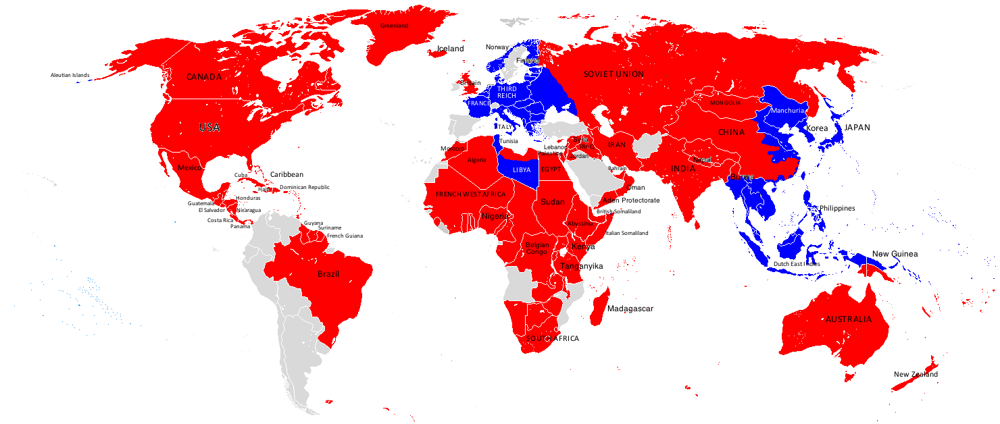 Greenland
Iceland
Norway
Finland
Aleutian Islands
CANADA
SOVIET UNION
Britain
THIRD
REICH
FRANCE
MONGOLIA
Manchuria
USA
ITALY
Korea
JAPAN
CHINA
Tunisia
Syria
IRAQ
IRAN
Morocco
Lebanon
Palestine
Jordan
Algeria
Nepal
Mexico
LIBYA
EGYPT
Bahrain
INDIA
Cuba
Caribbean
Burma
Haiti
Dominican Republic
Oman
FRENCH WEST AFRICA
Honduras
Guatemala
Sudan
Aden Protectorate
El Salvador
Nicaragua
British Somaliland
Philippines
Nigeria
Costa Rica
Panama
Guyana
Suriname
Abyssinia
Italian Somaliland
French Guiana
Belgian
Congo
Kenya
New Guinea
Dutch East Indies
Tanganyika
Brazil
Madagascar
AUSTRALIA
SOUTH AFRICA
New Zealand